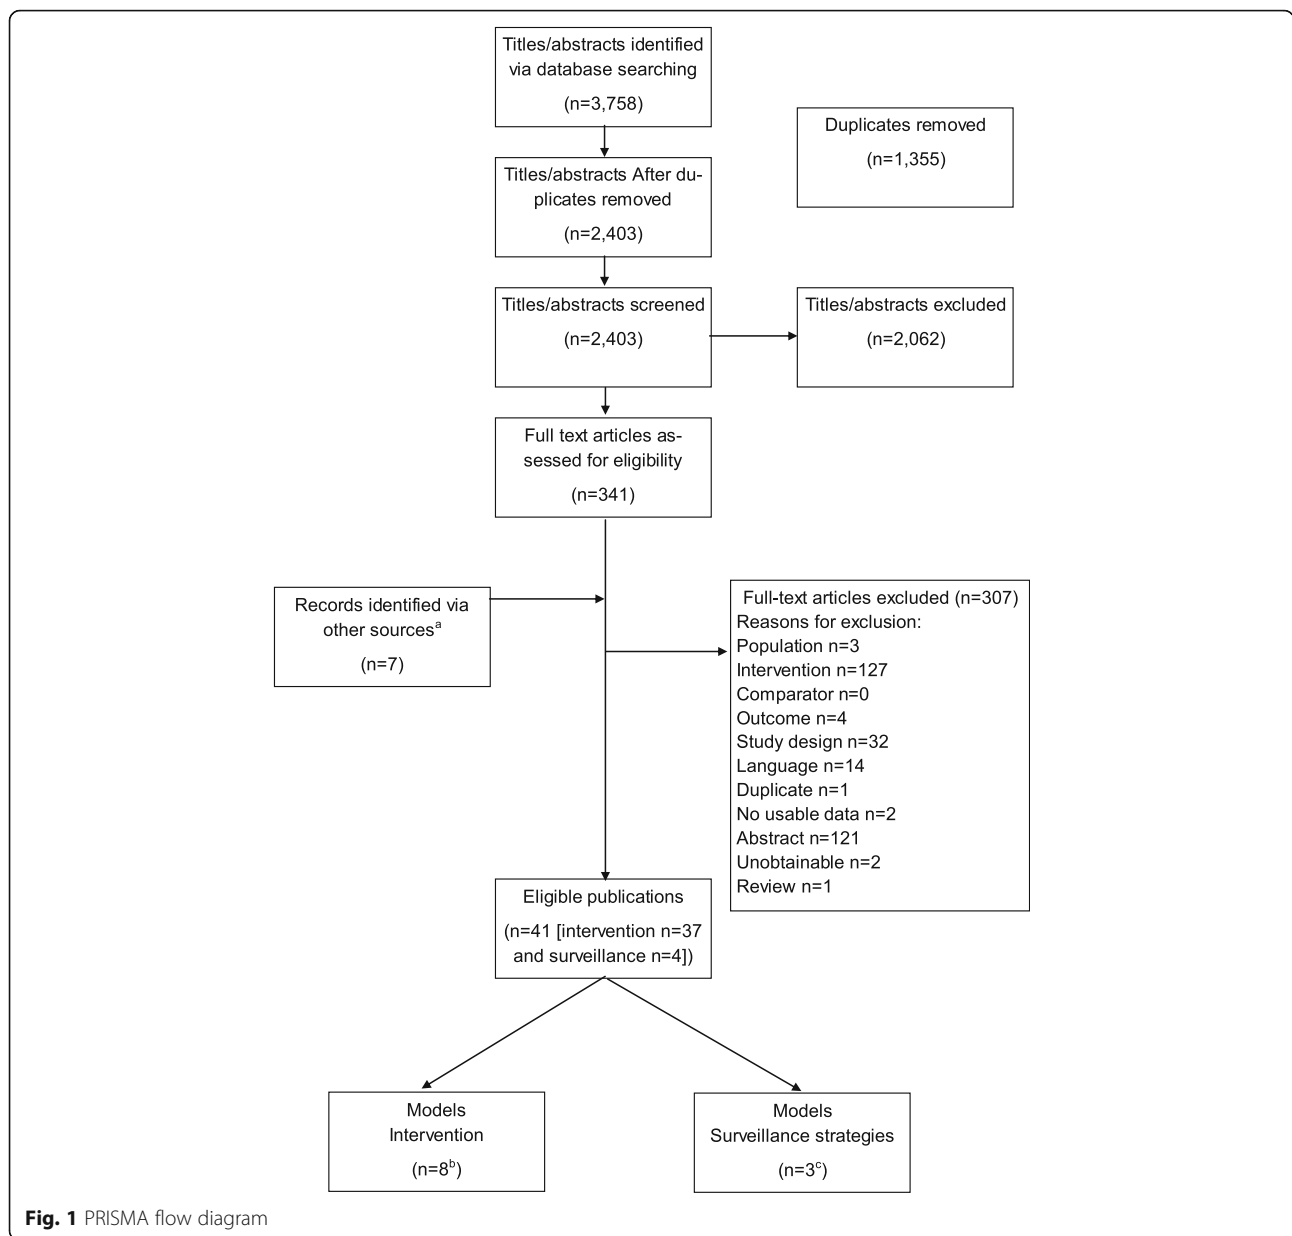 Titles/abstracts identified
via database searching
(n=3,758)
Duplicates removed
(n=1,355)
Titles/abstracts After du-
plicates removed
(n=2,403)
Titles/abstracts screened
(n=2,403)
Titles/abstracts excluded
(n=2,062)
Full text articles as-
sessed for eligibility
(n=341)
Records identified via
other sourcesᵃ
(n=7)
Full-text articles excluded (n=307)
Reasons for exclusion:
Population n=3
Intervention n=127
Comparator n=0
Outcome n=4
Study design n=32
Language n=14
Duplicate n=1
No usable data n=2
Abstract n=121
Unobtainable n=2
Review n=1
Eligible publications
(n=41 [intervention n=37
and surveillance n=4])
Models
Intervention
(n=8ᵇ)
Models
Surveillance strategies
(n=3ᶜ)
Fig. 1 PRISMA flow diagram